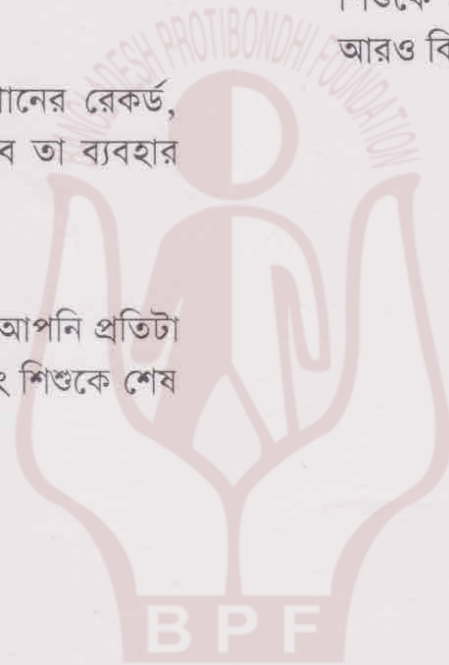 আরও
গানের রেকর্ড,
তা ব্যবহার
আপনি প্রতিটা
শিশুকে শেষ
BANGLADESH PROTIBONDHI FOUNDATION
BPF